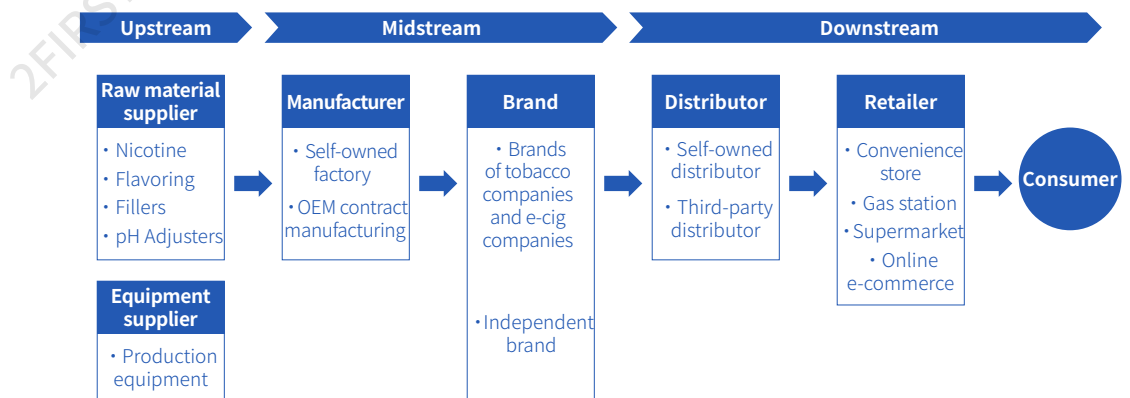 Upstream
Midstream
Downstream
Raw material
supplier
• Nicotine
• Flavoring
• Fillers
• pH Adjusters
Equipment
supplier
• Production
equipment
Manufacturer
• Self-owned
factory
• OEM contract
manufacturing
Brand
• Brands
of tobacco
companies
and e-cig
companies
• Independent
brand
Distributor
• Self-owned
distributor
• Third-party
distributor
Retailer
• Convenience
store
• Gas station
• Supermarket
• Online
e-commerce
Consumer